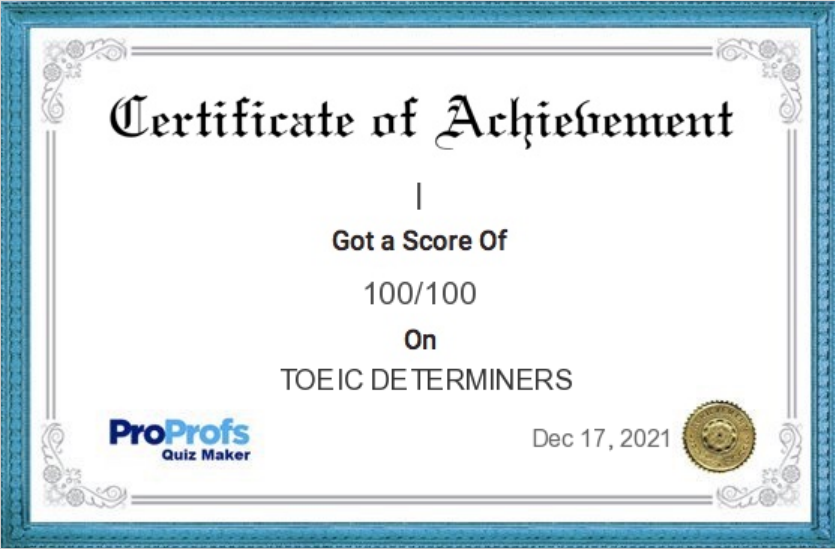 Certificate of Achievement
|
Got a Score Of
100/100
On
TOEIC DETERMINERS
ProProfs
Quiz Maker
Dec 17, 2021